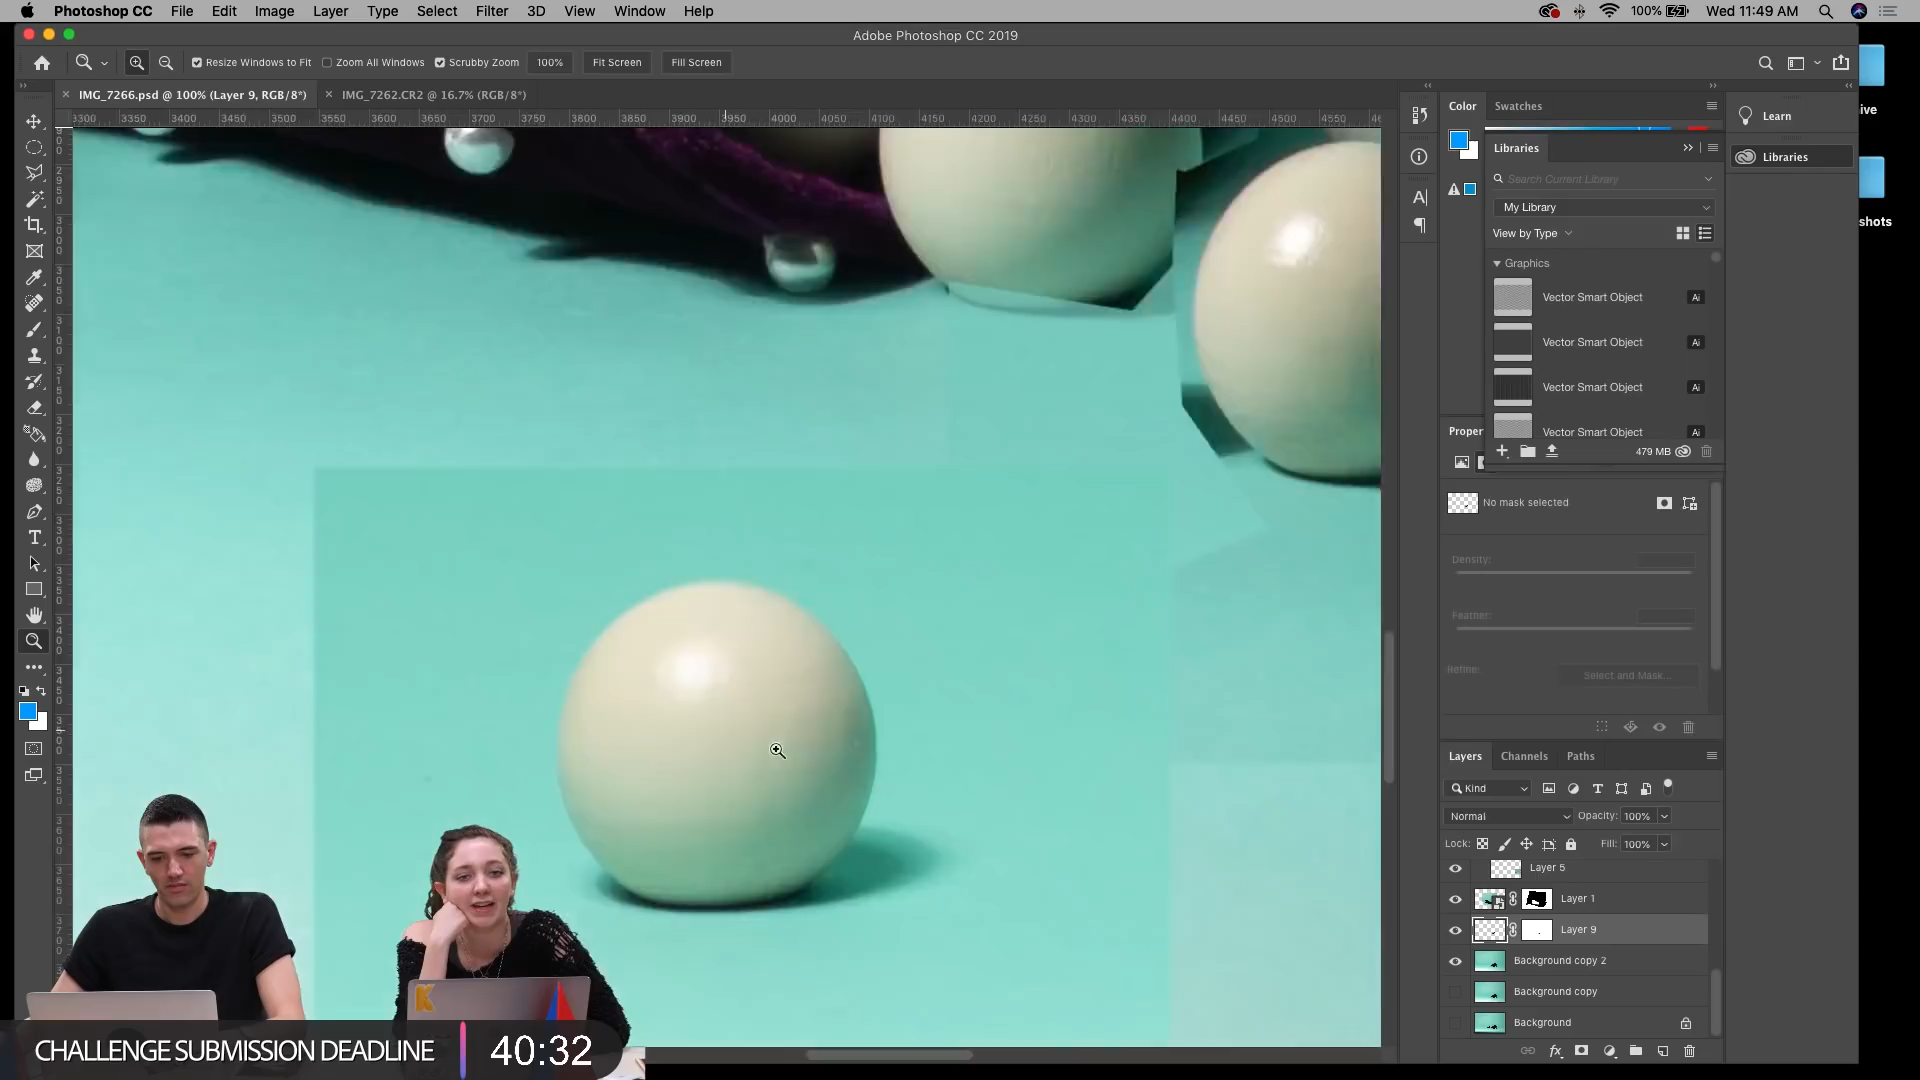 Photoshop CC File Edit Image Layer Type Select Filter 3D View Window Help 100% Wed 11:49 AM
Adobe Photoshop CC 2019
Resize Windows to Fit Zoom All Windows Scrubby Zoom 100% Fit Screen Fill Screen
IMG_7266.psd @ 100% (Layer 9, RGB/8*) IMG_7262.CR2 @ 16.7% (RGB/8*)
3300 3350 3400 3450 3500 3550 3600 3650 3700 3750 3800 3850 3900 3950 4000 4050 4100 4150 4200 4250 4300 4350 4400 4450 4500 4550
Color Swatches
Learn
Libraries
Libraries
ive
Search Current Library
My Library
View by Type
shots
Graphics
Vector Smart Object Ai
Vector Smart Object Ai
Vector Smart Object Ai
Vector Smart Object Ai
Proper
479 MB
No mask selected
Density:
Feather:
Refine:
Select and Mask...
Layers Channels Paths
Kind
Normal Opacity: 100%
Lock: Fill: 100%
Layer 5
Layer 1
Layer 9
Background copy 2
Background copy
Background
fx
K
CHALLENGE SUBMISSION DEADLINE 40:32